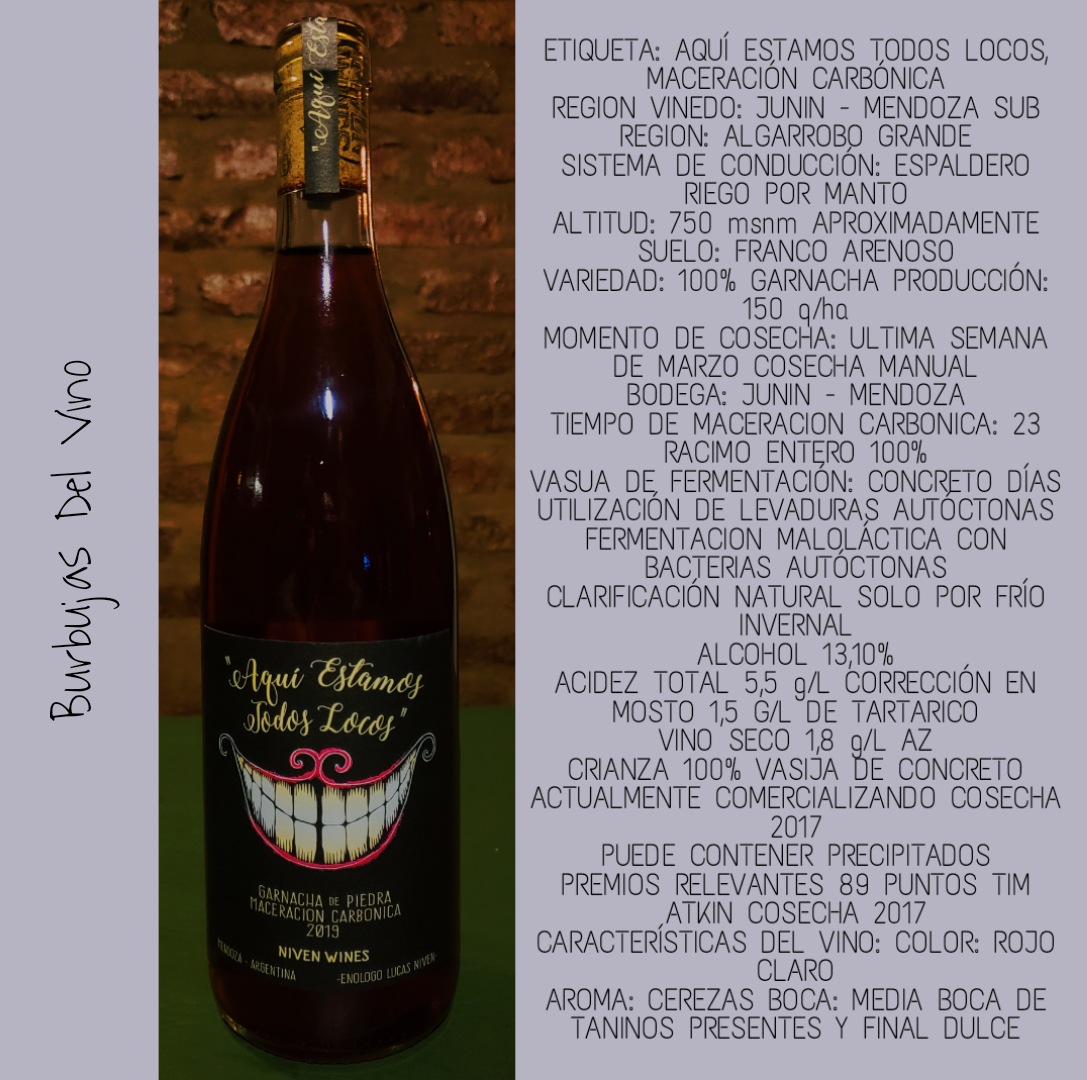 Burbujas Del Vino
"Aquí Esta
"Aquí Estamos
Todos Locos"
GARNACHA DE PIEDRA
MACERACION CARBONICA
2019
NIVEN WINES
MENDOZA - ARGENTINA
-ENOLOGO LUCAS NIVEN-
ETIQUETA: AQUÍ ESTAMOS TODOS LOCOS,
MACERACIÓN CARBÓNICA
REGION VINEDO: JUNIN - MENDOZA SUB
REGION: ALGARROBO GRANDE
SISTEMA DE CONDUCCIÓN: ESPALDERO
RIEGO POR MANTO
ALTITUD: 750 msnm APROXIMADAMENTE
SUELO: FRANCO ARENOSO
VARIEDAD: 100% GARNACHA PRODUCCIÓN:
150 q/ha
MOMENTO DE COSECHA: ULTIMA SEMANA
DE MARZO COSECHA MANUAL
BODEGA: JUNIN - MENDOZA
TIEMPO DE MACERACION CARBONICA: 23
RACIMO ENTERO 100%
VASUA DE FERMENTACIÓN: CONCRETO DÍAS
UTILIZACIÓN DE LEVADURAS AUTÓCTONAS
FERMENTACION MALOLÁCTICA CON
BACTERIAS AUTÓCTONAS
CLARIFICACIÓN NATURAL SOLO POR FRÍO
INVERNAL
ALCOHOL 13,10%
ACIDEZ TOTAL 5,5 g/L CORRECCIÓN EN
MOSTO 1,5 G/L DE TARTARICO
VINO SECO 1,8 g/L AZ
CRIANZA 100% VASIJA DE CONCRETO
ACTUALMENTE COMERCIALIZANDO COSECHA
2017
PUEDE CONTENER PRECIPITADOS
PREMIOS RELEVANTES 89 PUNTOS TIM
ATKIN COSECHA 2017
CARACTERÍSTICAS DEL VINO: COLOR: ROJO
CLARO
AROMA: CEREZAS BOCA: MEDIA BOCA DE
TANINOS PRESENTES Y FINAL DULCE